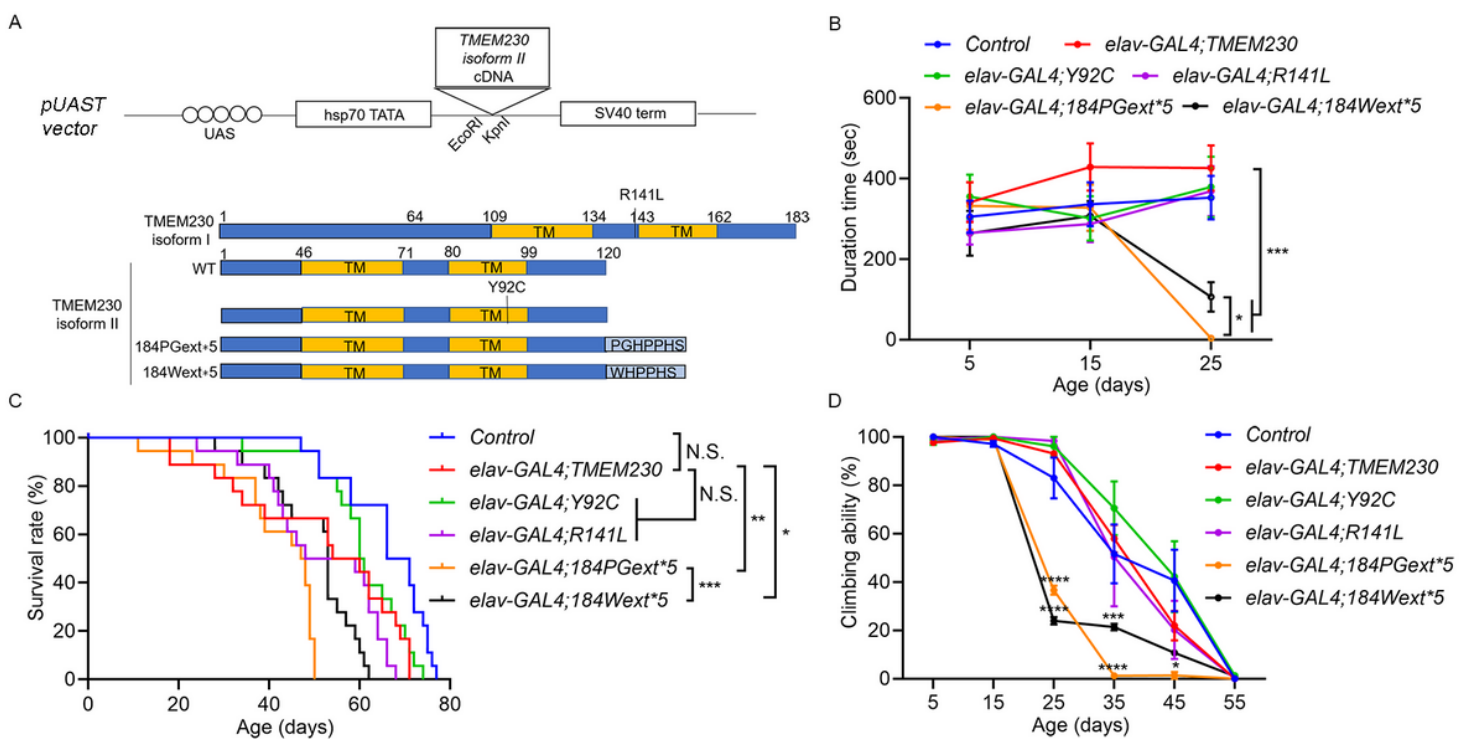 A
TMEM230
isoform II
cDNA
pUAST
vector
UAS
hsp70 TATA
EcoRI
KpnI
SV40 term
R141L
TMEM230
isoform I
1
64
109
134
143
162
183
TM
TM
TMEM230
isoform II
WT
1
46
71
80
99
120
TM
TM
Y92C
TM
TM
184PGext*5
TM
TM
PGHPPHS
184Wext*5
TM
TM
WHPPHS
B
Control
elav-GAL4;TMEM230
elav-GAL4;Y92C
elav-GAL4;R141L
elav-GAL4;184PGext*5
elav-GAL4;184Wext*5
Duration time (sec)
600
400
200
0
5
15
25
Age (days)
*
***
C
Survival rate (%)
100
80
60
40
20
0
0
20
40
60
80
Age (days)
Control
elav-GAL4;TMEM230
elav-GAL4;Y92C
elav-GAL4;R141L
elav-GAL4;184PGext*5
elav-GAL4;184Wext*5
N.S.
N.S.
**
*
***
D
Climbing ability (%)
100
80
60
40
20
0
5
15
25
35
45
55
Age (days)
****
****
***
****
*
Control
elav-GAL4;TMEM230
elav-GAL4;Y92C
elav-GAL4;R141L
elav-GAL4;184PGext*5
elav-GAL4;184Wext*5